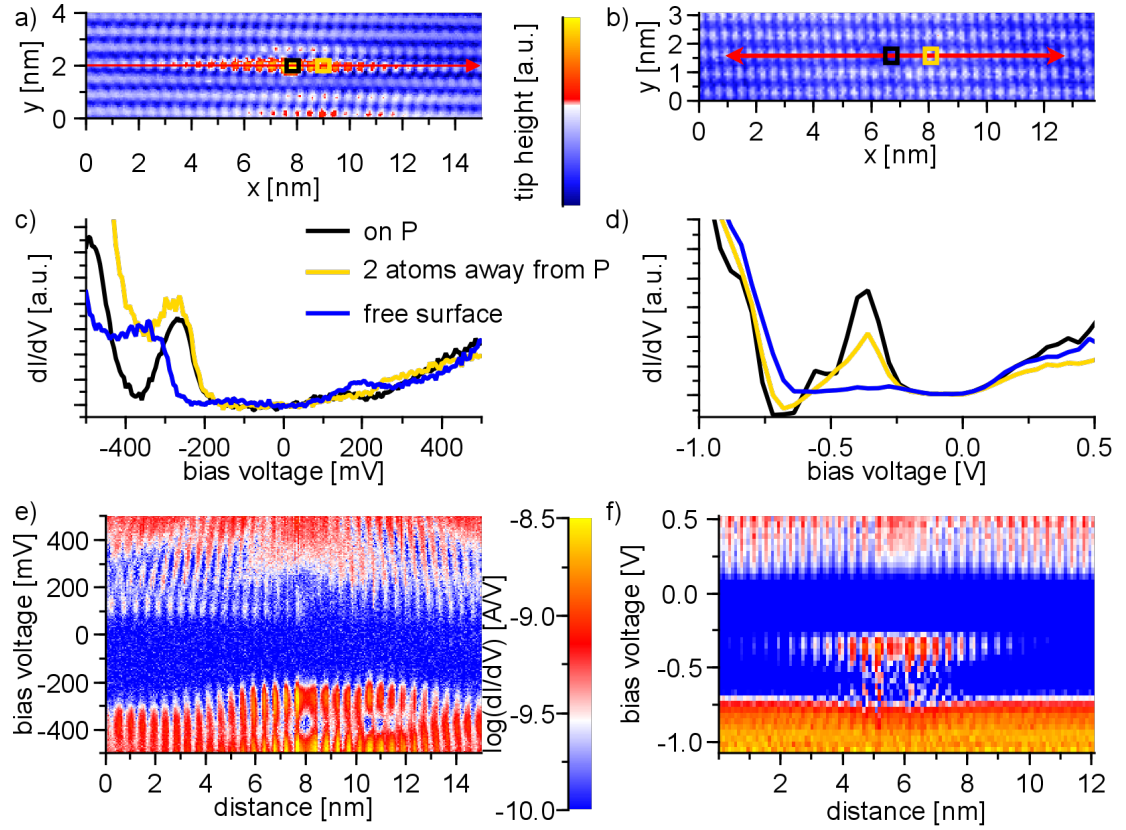 a)
y [nm]
4
2
0
0 2 4 6 8 10 12 14
x [nm]
tip height [a.u.]
b)
y [nm]
3
2
1
0
0 2 4 6 8 10 12
x [nm]
c)
dI/dV [a.u.]
on P
2 atoms away from P
free surface
-400 -200 0 200 400
bias voltage [mV]
d)
dI/dV [a.u.]
-1.0 -0.5 0.0 0.5
bias voltage [V]
e)
bias voltage [mV]
400
200
0
-200
-400
0 2 4 6 8 10 12 14
distance [nm]
log(dI/dV) [A/V]
-8.5
-9.0
-9.5
-10.0
f)
bias voltage [V]
0.5
0.0
-0.5
-1.0
2 4 6 8 10 12
distance [nm]